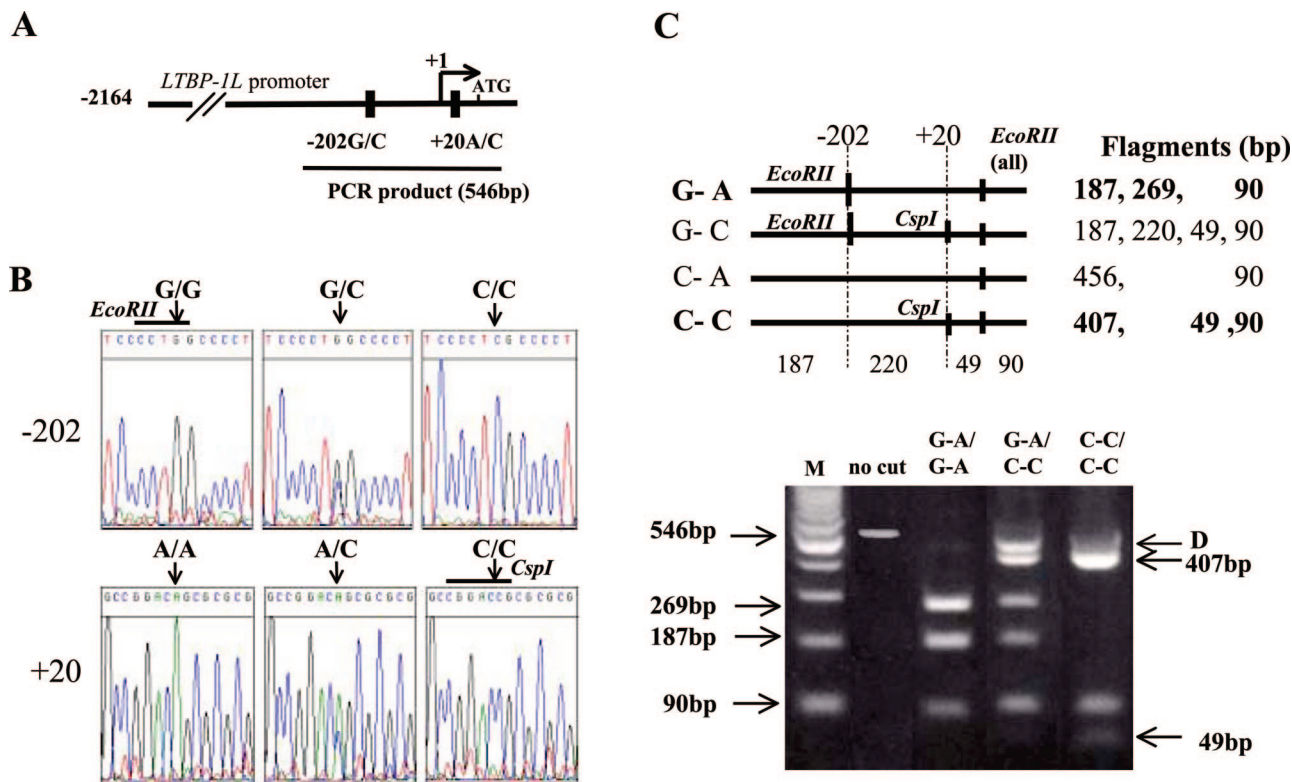 A
+1
LTBP-1L promoter
ATG
-2164
-202G/C
+20A/C
PCR product (546bp)
B
G/G
G/C
C/C
EcoRII
T C C C C T G G C C C C T
T C C C C T G G C C C C T
T C C C C T C G C C C C T
-202
A/A
A/C
C/C
CspI
G C C G G A C A G C G C G C G
G C C G G A C A G C G C G C G
G C C G G A C C G C G C G C G
+20
C
-202
+20
EcoRII
(all)
Flagments (bp)
G- A
EcoRII
187, 269, 90
G- C
EcoRII
CspI
187, 220, 49, 90
C- A
456, 90
C- C
CspI
407, 49 ,90
187 220 49 90
M
no cut
G-A/
G-A
G-A/
C-C
C-C/
C-C
546bp
D
407bp
269bp
187bp
90bp
49bp